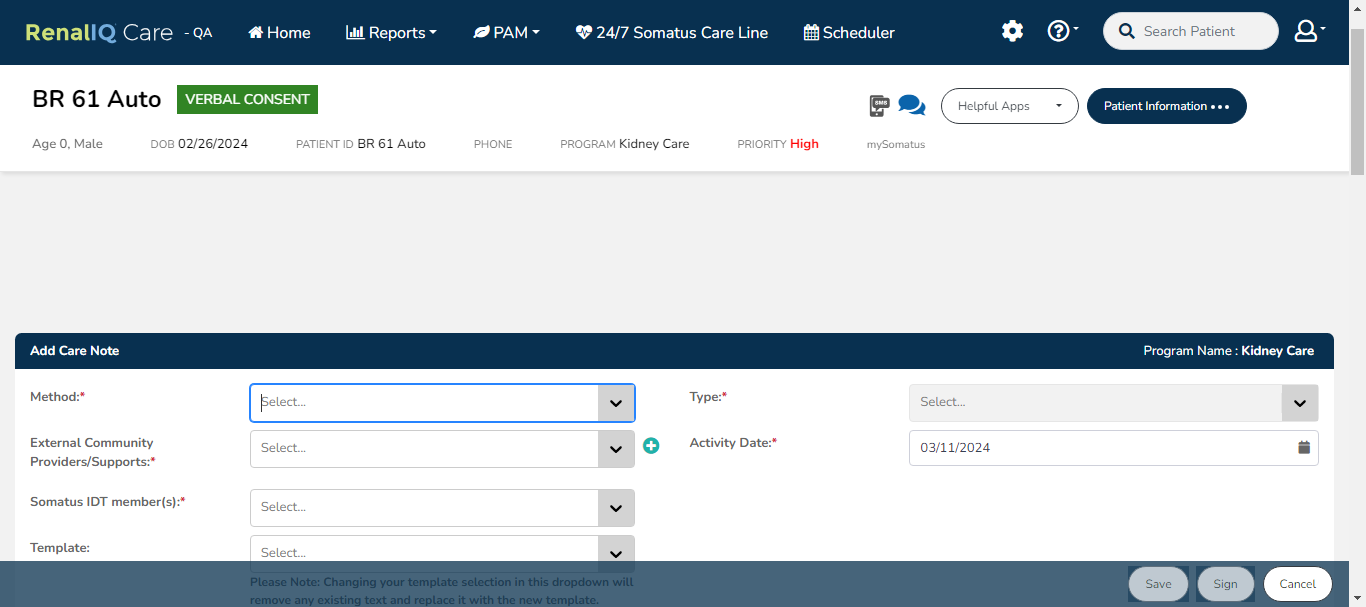 RenalIQ Care - QA Home Reports PAM 24/7 Somatus Care Line Scheduler Search Patient
BR 61 Auto VERBAL CONSENT SMS Helpful Apps Patient Information
Age 0, Male DOB 02/26/2024 PATIENT ID BR 61 Auto PHONE PROGRAM Kidney Care PRIORITY High mySomatus
Add Care Note Program Name : Kidney Care
Method:* Select... Type:* Select...
External Community Providers/Supports:* Select... Activity Date:* 03/11/2024
Somatus IDT member(s):* Select...
Template: Select...
Please Note: Changing your template selection in this dropdown will
remove any existing text and replace it with the new template.
Save Sign Cancel